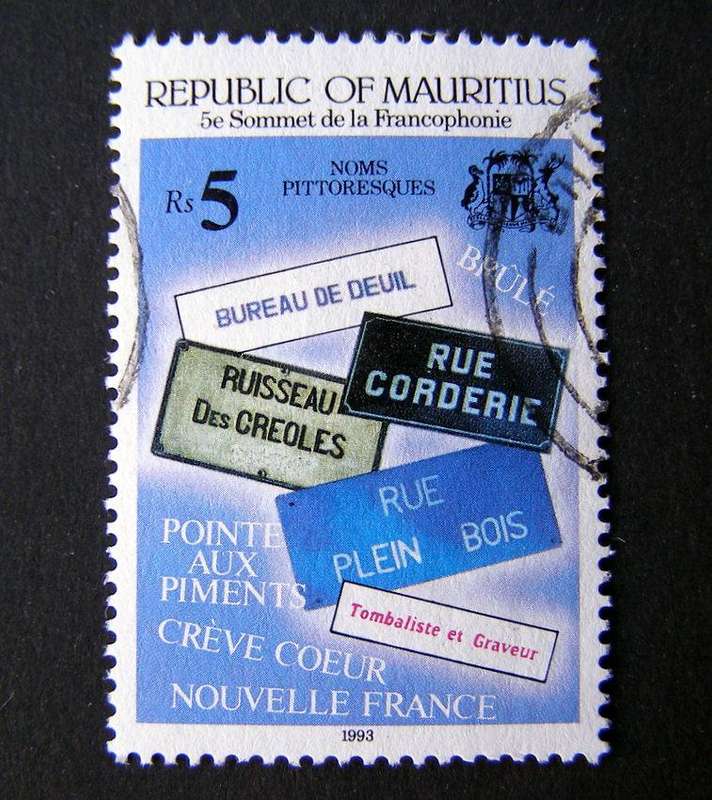 REPUBLIC OF MAURITIUS
5e Sommet de la Francophonie
Rs 5
NOMS
PITTORESQUES
BRÛLÉ
BUREAU DE DEUIL
RUE
CORDERIE
RUISSEAU
DES CREOLES
RUE
PLEIN BOIS
POINTE
AUX
PIMENTS
Tombaliste et Graveur
CRÈVE COEUR
NOUVELLE FRANCE
1993